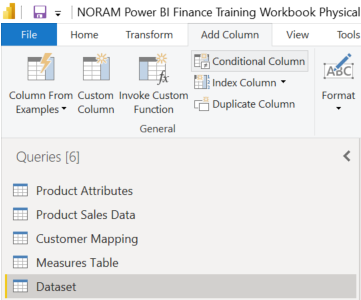 NORAM Power BI Finance Training Workbook Physical
File Home Transform Add Column View Tools
Column From Examples
Custom Column
Invoke Custom Function
Conditional Column
Index Column
Duplicate Column
ABC
Format
General
Queries [6]
Product Attributes
Product Sales Data
Customer Mapping
Measures Table
Dataset